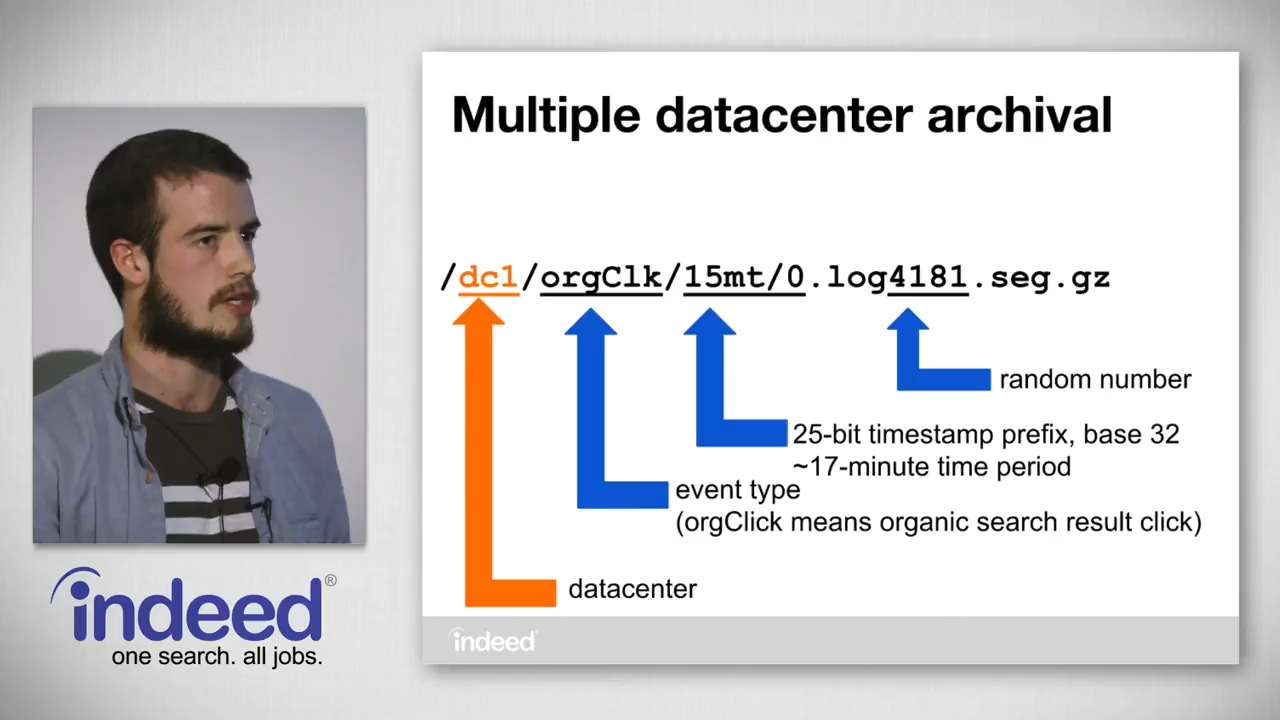 Multiple datacenter archival
/dc1/orgClk/15mt/0.log4181.seg.gz
random number
25-bit timestamp prefix, base 32
~17-minute time period
event type
(orgClick means organic search result click)
datacenter
indeed
indeed®
one search. all jobs.